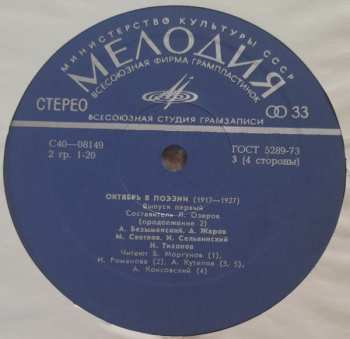 МИНИСТЕРСТВО КУЛЬТУРЫ СССР
МЕЛОДИЯ
ВСЕСОЮЗНАЯ ФИРМА ГРАМПЛАСТИНОК
СТЕРЕО
33
ВСЕСОЮЗНАЯ СТУДИЯ ГРАМЗАПИСИ
С40—08149
2 гр. 1-20
ГОСТ 5289-73
3 (4 стороны)
ОКТЯБРЬ В ПОЭЗИИ (1917—1927)
Выпуск первый
Составитель Л. Озеров
(продолжение 2)
А. Безыменский, А. Жаров
М. Светлов, И. Сельвинский
Н. Тихонов
Читают Б. Моргунов (1),
И. Романова (2), А. Кутепов (3, 5),
А. Консовский (4)